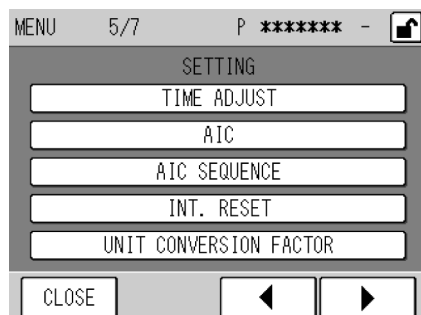 MENU 5/7 P ******* -
SETTING
TIME ADJUST
AIC
AIC SEQUENCE
INT. RESET
UNIT CONVERSION FACTOR
CLOSE